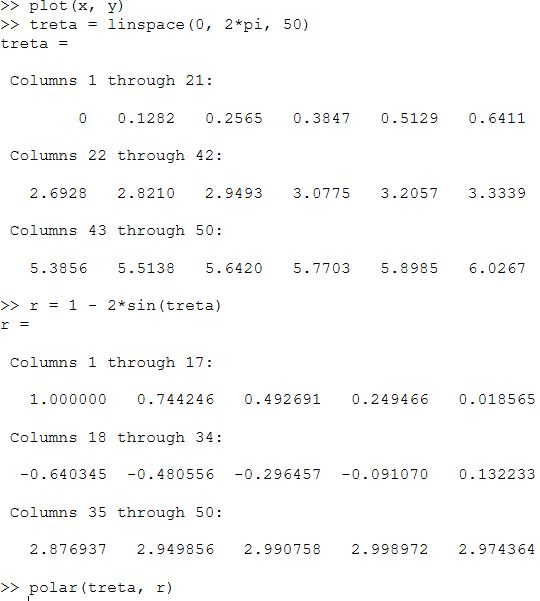 >> plot(x, y)
>> treta = linspace(0, 2*pi, 50)
treta =
Columns 1 through 21:
0 0.1282 0.2565 0.3847 0.5129 0.6411
Columns 22 through 42:
2.6928 2.8210 2.9493 3.0775 3.2057 3.3339
Columns 43 through 50:
5.3856 5.5138 5.6420 5.7703 5.8985 6.0267
>> r = 1 - 2*sin(treta)
r =
Columns 1 through 17:
1.000000 0.744246 0.492691 0.249466 0.018565
Columns 18 through 34:
-0.640345 -0.480556 -0.296457 -0.091070 0.132233
Columns 35 through 50:
2.876937 2.949856 2.990758 2.998972 2.974364
>> polar(treta, r)